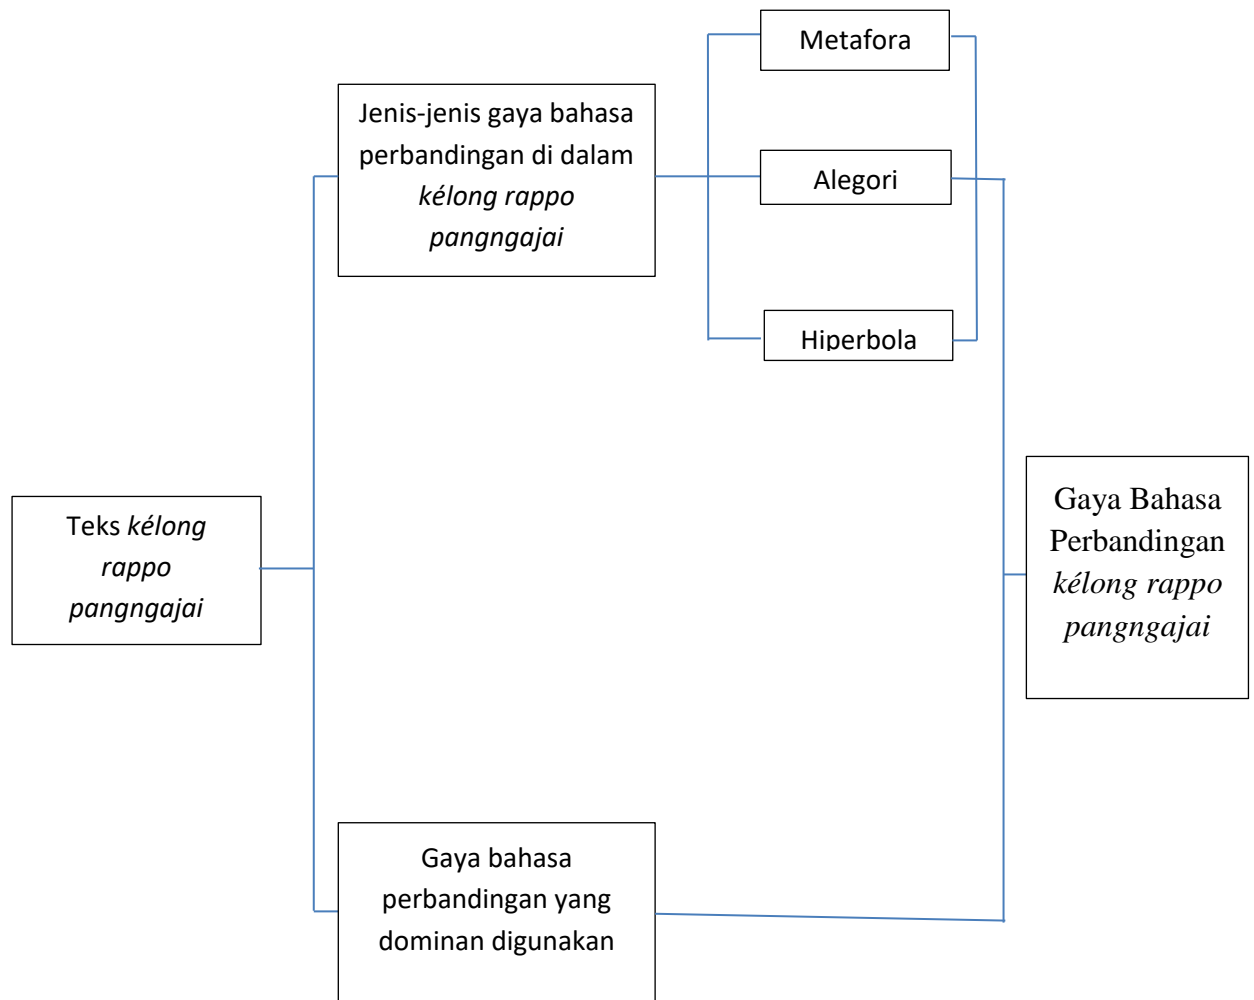 Metafora
Jenis-jenis gaya bahasa
perbandingan di dalam
kélong rappo
pangngajai
Alegori
Hiperbola
Teks kélong
rappo
pangngajai
Gaya Bahasa
Perbandingan
kélong rappo
pangngajai
Gaya bahasa
perbandingan yang
dominan digunakan